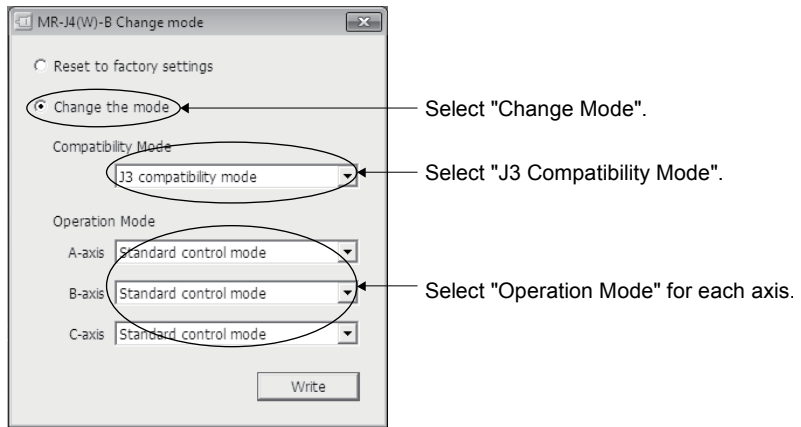 MR-J4(W)-B Change mode
Reset to factory settings
Change the mode
Select "Change Mode".
Compatibility Mode
J3 compatibility mode
Select "J3 Compatibility Mode".
Operation Mode
A-axis Standard control mode
B-axis Standard control mode
Select "Operation Mode" for each axis.
C-axis Standard control mode
Write